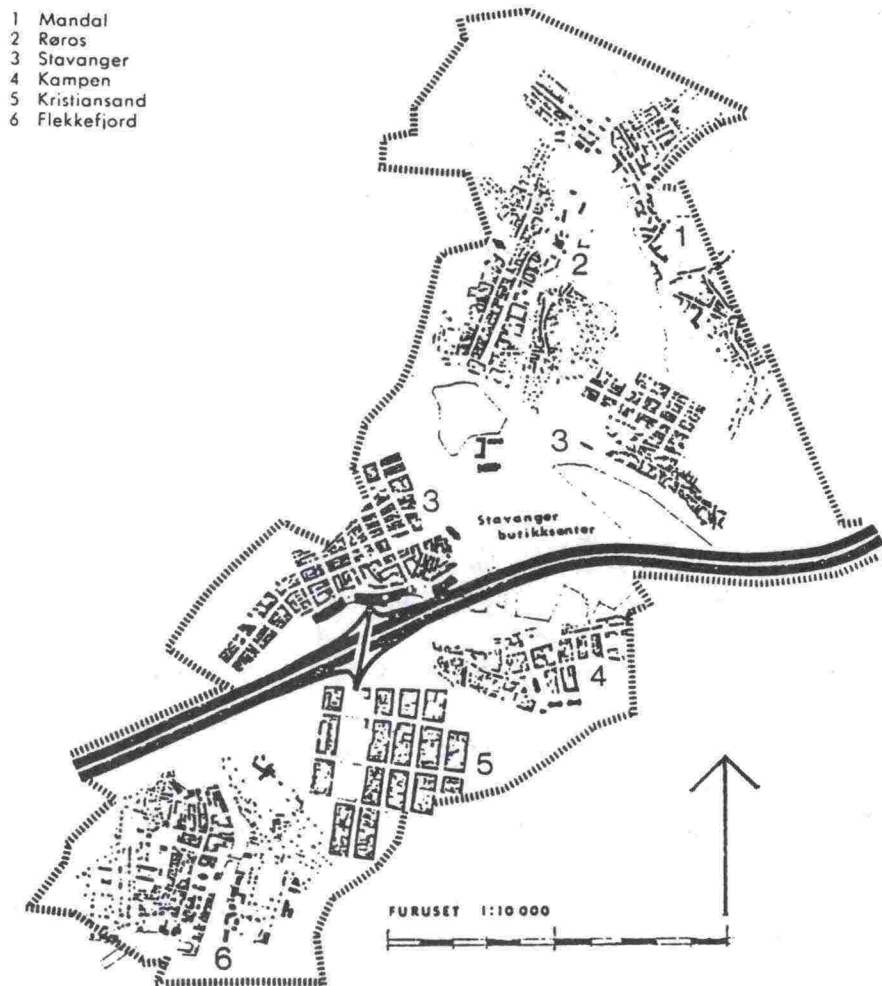 1 Mandal
2 Røros
3 Stavanger
4 Kampen
5 Kristiansand
6 Flekkefjord
1
2
3
3
Stavanger
butikksenter
4
5
FURUSET 1:10 000
6